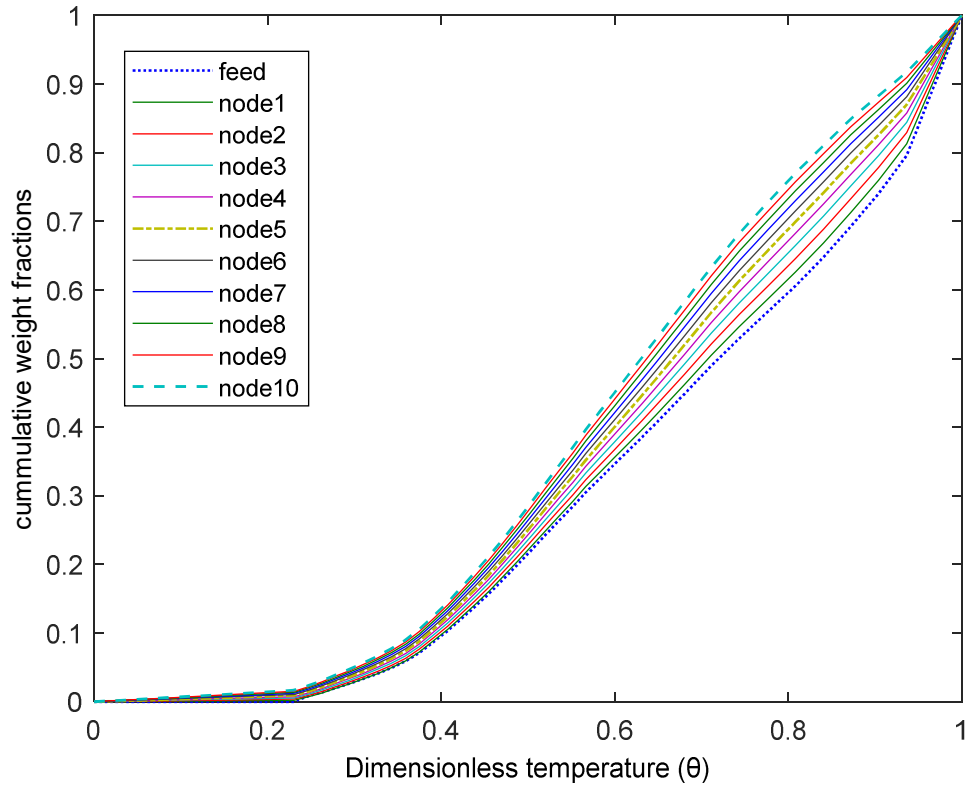 1
0.9
0.8
0.7
0.6
0.5
0.4
0.3
0.2
0.1
0
cummulative weight fractions
feed
node1
node2
node3
node4
node5
node6
node7
node8
node9
node10
0 0.2 0.4 0.6 0.8 1
Dimensionless temperature (θ)